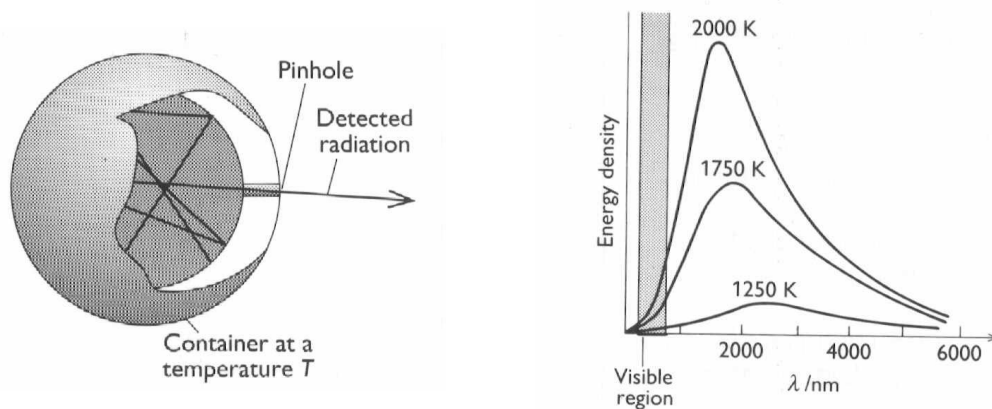 Pinhole
Detected
radiation
Container at a
temperature T
Energy density
2000 K
1750 K
1250 K
2000
4000
6000
Visible
region
λ /nm